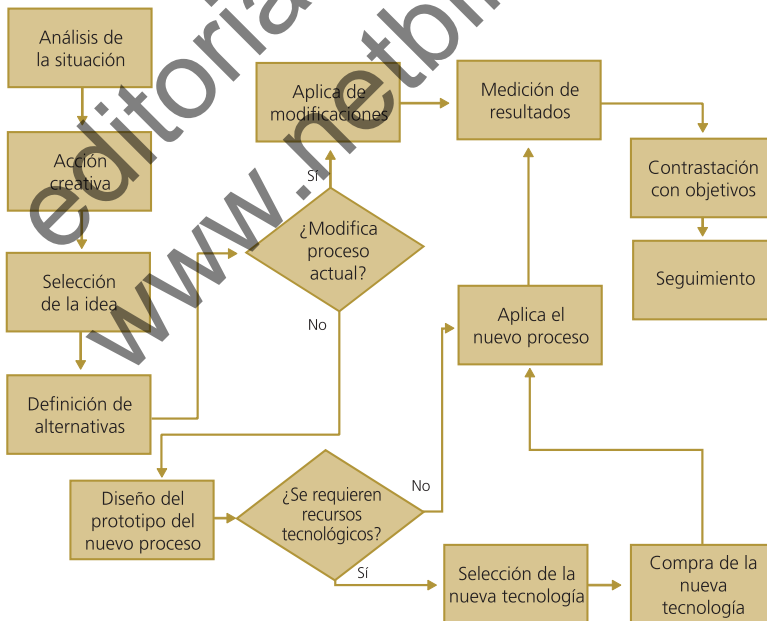 Análisis de
la situación
Acción
creativa
Selección
de la idea
Definición de
alternativas
¿Modifica
proceso
actual?
Sí
No
Aplica de
modificaciones
Medición de
resultados
Contrastación
con objetivos
Seguimiento
Aplica el
nuevo proceso
Diseño del
prototipo del
nuevo proceso
¿Se requieren
recursos
tecnológicos?
No
Sí
Selección de la
nueva tecnología
Compra de la
nueva
tecnología
editoria
www.netbi